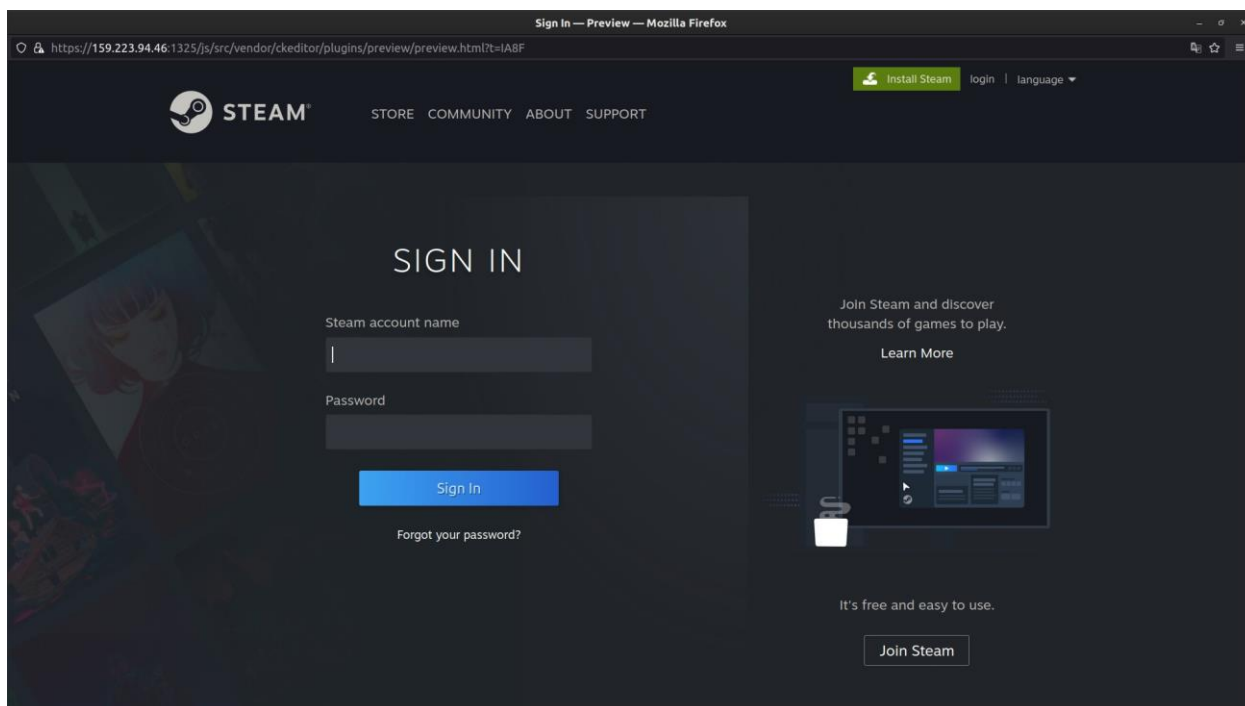 Sign In — Preview — Mozilla Firefox
https://159.223.94.46:1325/js/src/vendor/ckeditor/plugins/preview/preview.html?t=IA8F
Install Steam login | language
STEAM® STORE COMMUNITY ABOUT SUPPORT
SIGN IN
Steam account name
Password
Sign In
Forgot your password?
Join Steam and discover
thousands of games to play.
Learn More
It's free and easy to use.
Join Steam